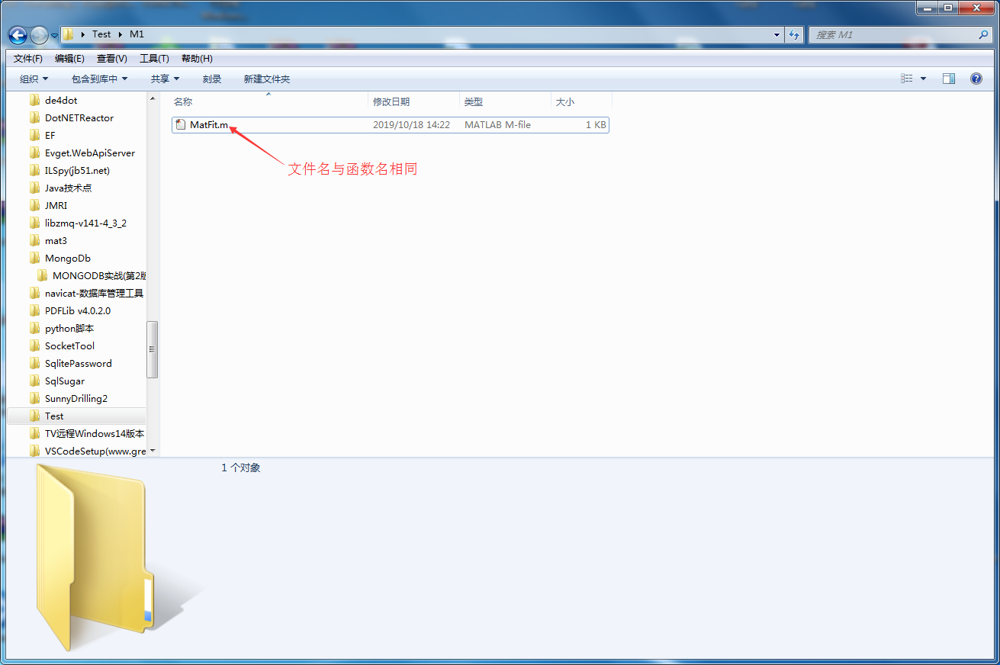 Test
M1
搜索 M1
文件(F)
编辑(E)
查看(V)
工具(T)
帮助(H)
组织
包含到库中
共享
刻录
新建文件夹
de4dot
DotNETReactor
EF
Evget.WebApiServer
ILSpy(jb51.net)
Java技术点
JMRI
libzmq-v141-4_3_2
mat3
MongoDb
MONGODB实战(第2版
navicat-数据库管理工具
PDFLib v4.0.2.0
python脚本
SocketTool
SqlitePassword
SqlSugar
SunnyDrilling2
Test
TV远程Windows14版本
VSCodeSetup(www.gre
名称
修改日期
类型
大小
MatFit.m
2019/10/18 14:22
MATLAB M-file
1 KB
文件名与函数名相同
1 个对象